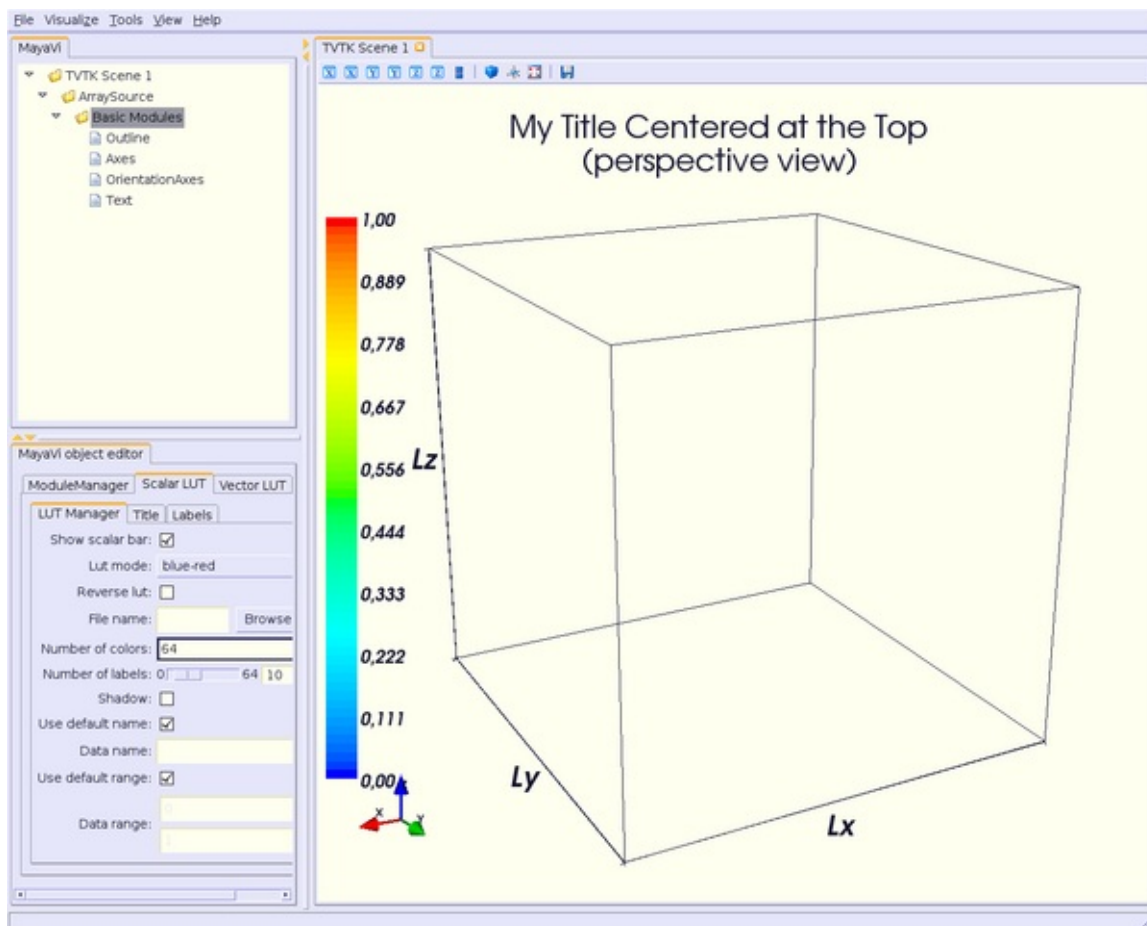 File Visualize Tools View Help
MayaVi
TVTK Scene 1
ArraySource
Basic Modules
Outline
Axes
OrientationAxes
Text
MayaVi object editor
ModuleManager Scalar LUT Vector LUT
LUT Manager Title Labels
Show scalar bar:
Lut mode: blue-red
Reverse lut:
File name: Browse
Number of colors: 64
Number of labels: 0 64 10
Shadow:
Use default name:
Data name:
Use default range:
Data range:
0
1
TVTK Scene 1
X X Y Y Z Z
My Title Centered at the Top
(perspective view)
1,00
0,889
0,778
0,667
0,556
0,444
0,333
0,222
0,111
0,00
Lz
Ly
Lx
X
Y